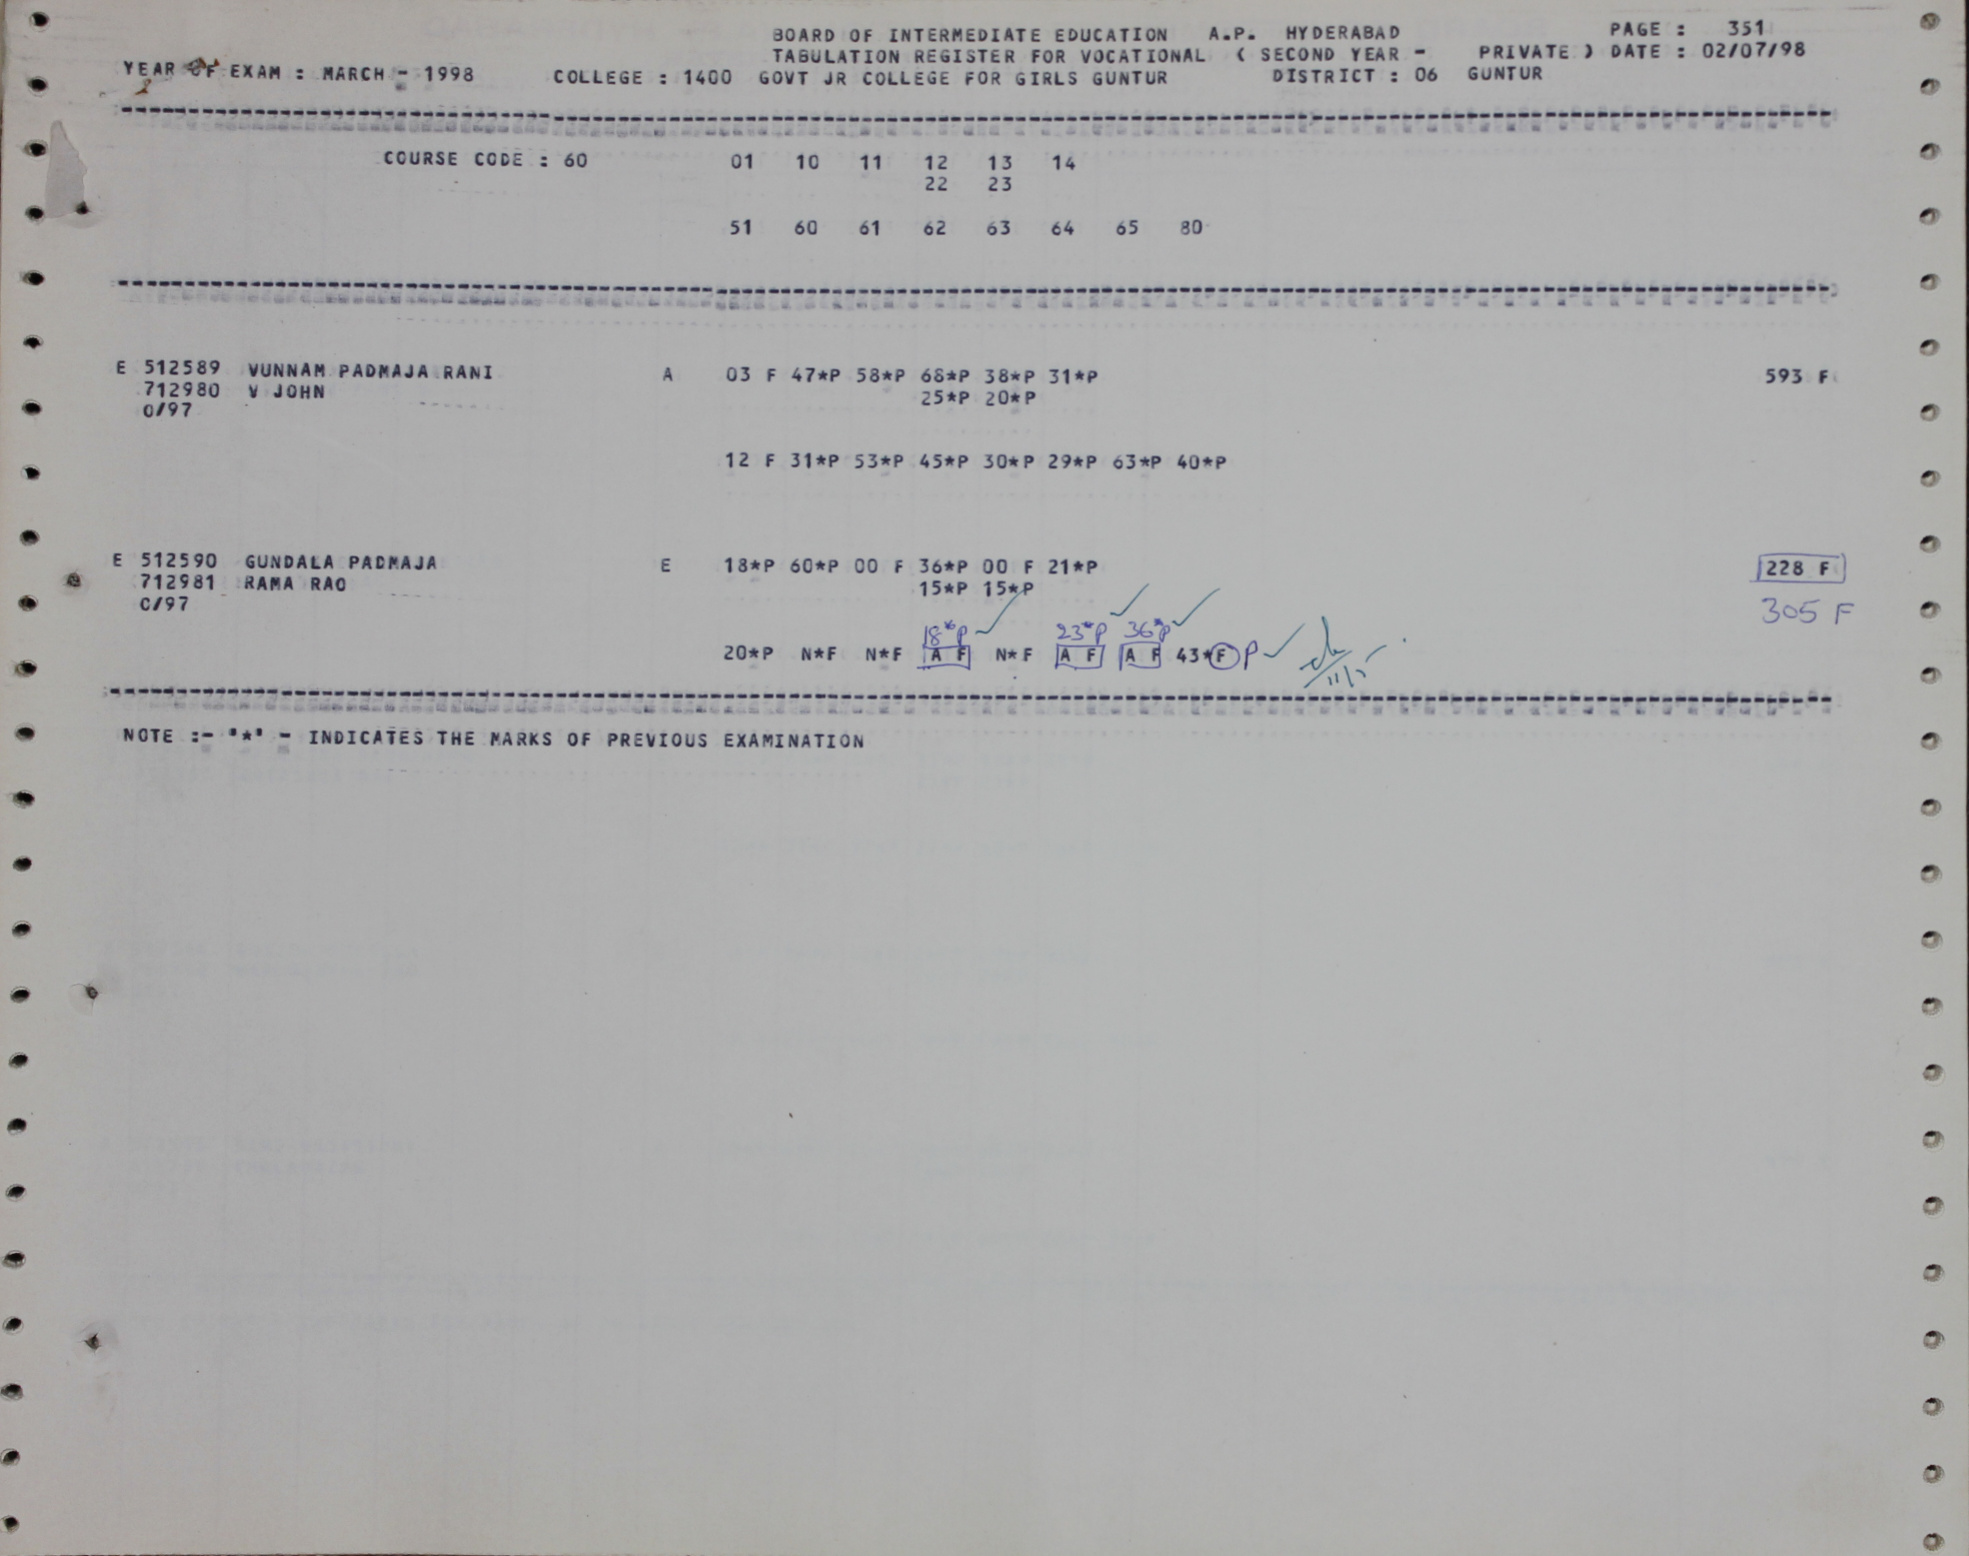 BOARD OF INTERMEDIATE EDUCATION A.P. HYDERABAD PAGE : 351
TABULATION REGISTER FOR VOCATIONAL ( SECOND YEAR - PRIVATE ) DATE : 02/07/98
YEAR OF EXAM : MARCH - 1998 COLLEGE : 1400 GOVT JR COLLEGE FOR GIRLS GUNTUR DISTRICT : 06 GUNTUR
COURSE CODE : 60 01 10 11 12 13 14
22 23
51 60 61 62 63 64 65 80
E 512589 VUNNAM PADMAJA RANI A 03 F 47*P 58*P 68*P 38*P 31*P 593 F
712980 V JOHN 25*P 20*P
O/97
12 F 31*P 53*P 45*P 30*P 29*P 63*P 40*P
E 512590 GUNDALA PADMAJA E 18*P 60*P 00 F 36*P 00 F 21*P 228 F
712981 RAMA RAO 15*P 15*P
O/97 305 F
18*P 23*P 36*P
20*P N*F N*F A F N*F A F A F 43*F P
NOTE :- "*" - INDICATES THE MARKS OF PREVIOUS EXAMINATION